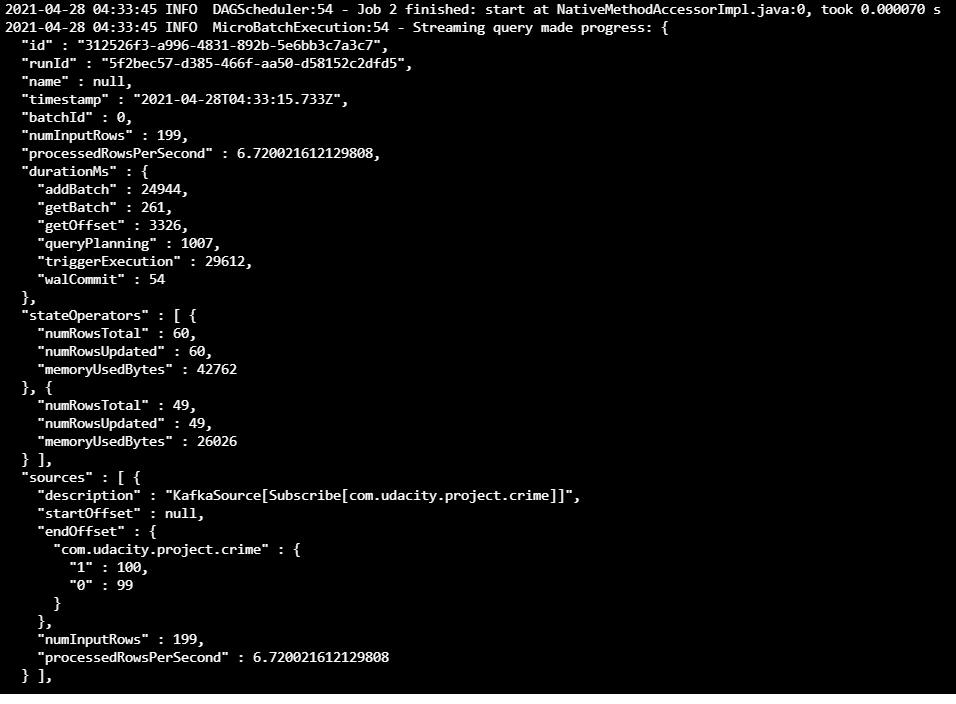 2021-04-28 04:33:45 INFO  DAGScheduler:54 - Job 2 finished: start at NativeMethodAccessorImpl.java:0, took 0.000070 s
2021-04-28 04:33:45 INFO  MicroBatchExecution:54 - Streaming query made progress: {
  "id" : "312526f3-a996-4831-892b-5e6bb3c7a3c7",
  "runId" : "5f2bec57-d385-466f-aa50-d58152c2dfd5",
  "name" : null,
  "timestamp" : "2021-04-28T04:33:15.733Z",
  "batchId" : 0,
  "numInputRows" : 199,
  "processedRowsPerSecond" : 6.720021612129808,
  "durationMs" : {
    "addBatch" : 24944,
    "getBatch" : 261,
    "getOffset" : 3326,
    "queryPlanning" : 1007,
    "triggerExecution" : 29612,
    "walCommit" : 54
  },
  "stateOperators" : [ {
    "numRowsTotal" : 60,
    "numRowsUpdated" : 60,
    "memoryUsedBytes" : 42762
  }, {
    "numRowsTotal" : 49,
    "numRowsUpdated" : 49,
    "memoryUsedBytes" : 26026
  } ],
  "sources" : [ {
    "description" : "KafkaSource[Subscribe[com.udacity.project.crime]]",
    "startOffset" : null,
    "endOffset" : {
      "com.udacity.project.crime" : {
        "1" : 100,
        "0" : 99
      }
    },
    "numInputRows" : 199,
    "processedRowsPerSecond" : 6.720021612129808
  } ],